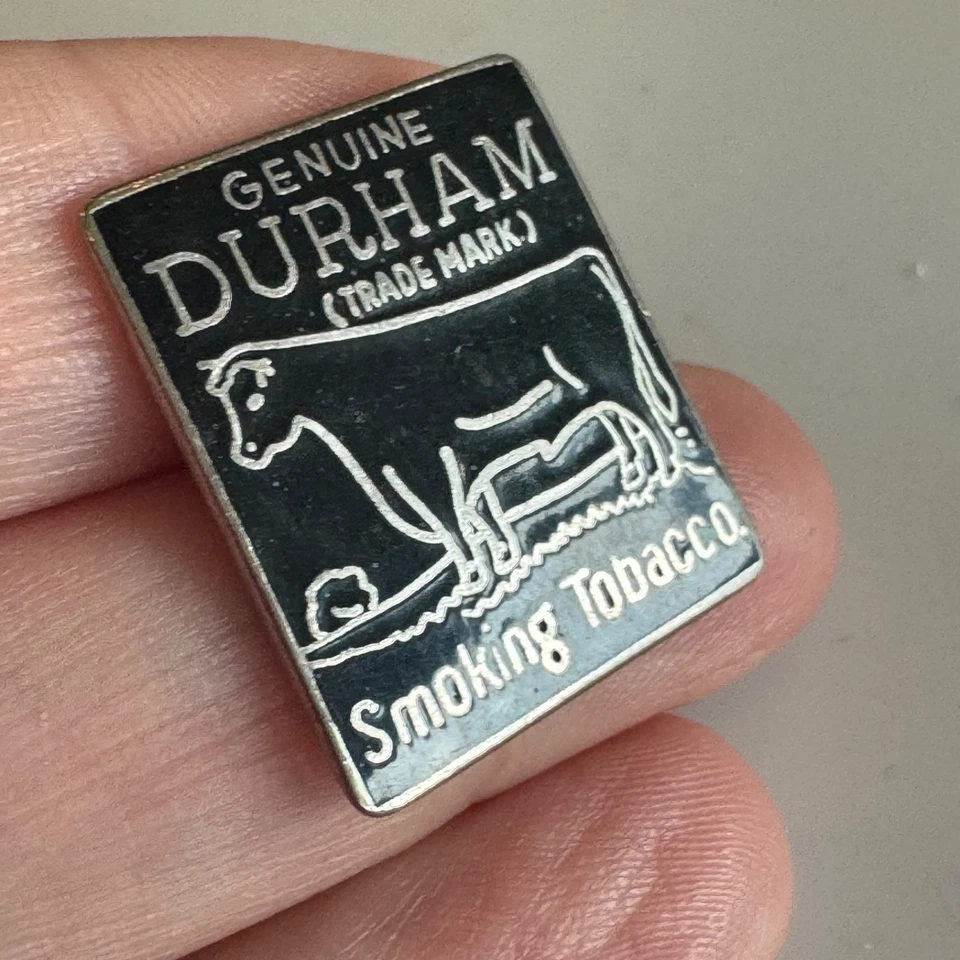 GENUINE
DURHAM
(TRADE MARK.)
Smoking Tobacco.